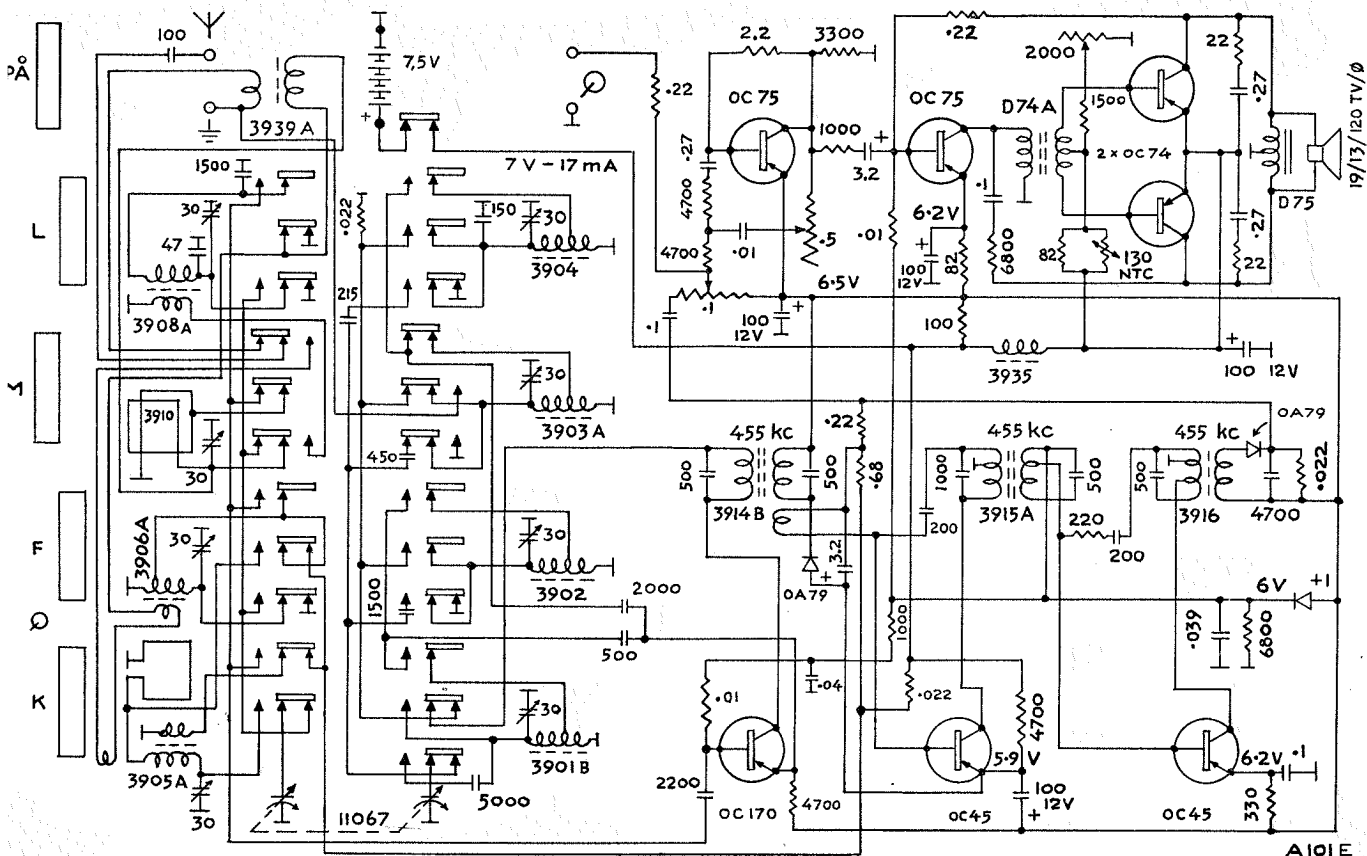 PÅ
L
M
F
Ø
K
100
7,5V
+
3939A
1500
30
47
3908A
.022
7V-17mA
150
30
3904
215
3910
30
30
3903A
450
3906A
30
30
3902
1500
2000
500
3905A
30
30
3901B
5000
11067
.22
2.2
3300
OC75
.27
4700
4700
.01
.1
.1
1000
+
3.2
.5
6.5V
+
100
12V
.22
OC75
6.2V
.01
+
100
12V
82
100
.1
6800
D74A
2000
1500
2×OC74
82
130
NTC
22
.27
.27
22
D75
19/13/120 TV/Ø
3935
+
100
12V
455 kc
500
500
3914B
.22
.68
OA79
3.2
+
200
1000
455 kc
500
3915A
220
200
500
455 kc
OA79
3916
4700
.022
1000
6V
+1
.039
6800
.01
.04
.022
OC170
2200
4700
OC45
5.9V
4700
100
12V
+
OC45
6.2V
.1
330
A101E